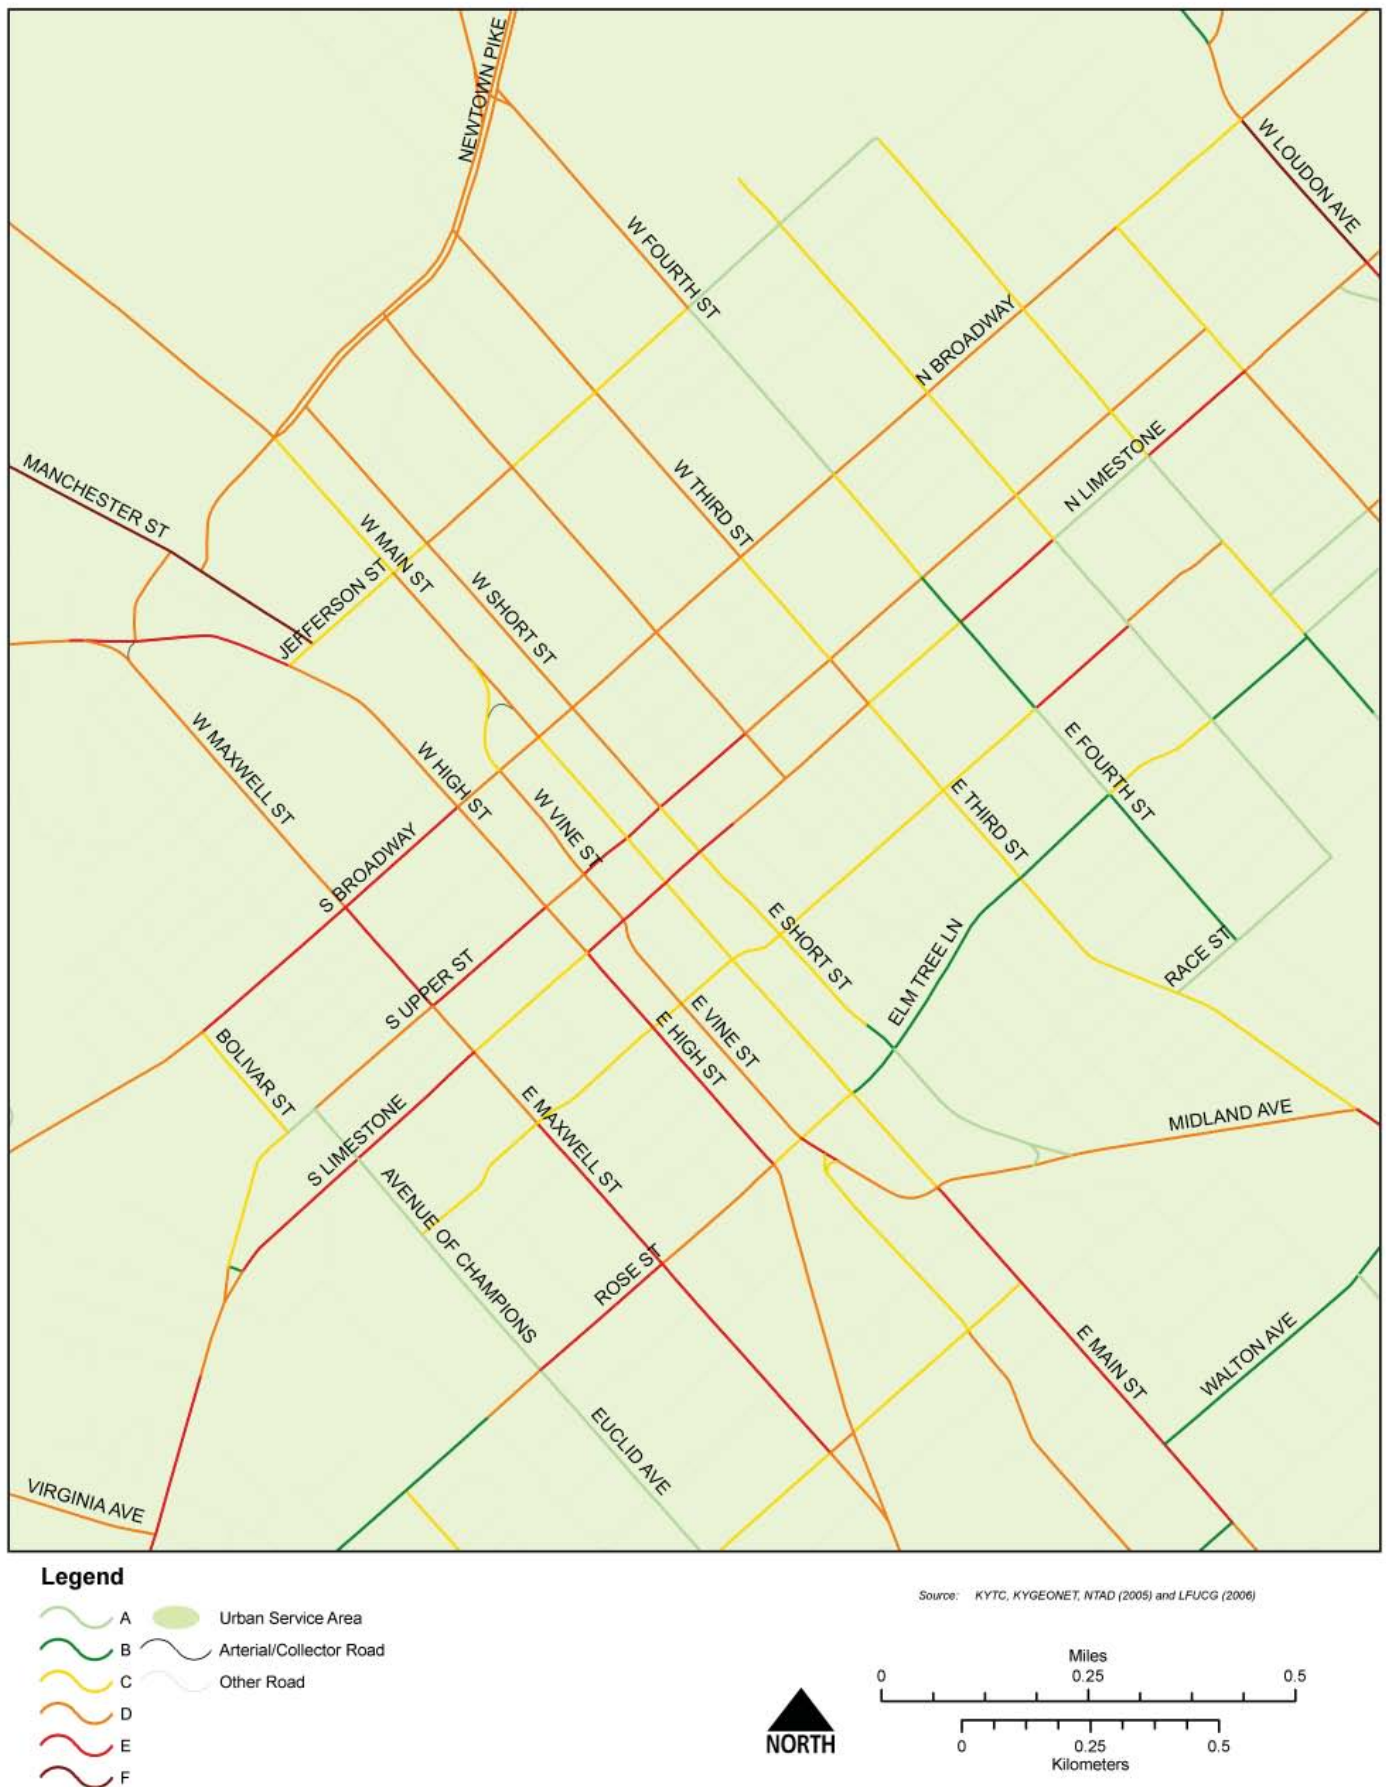 NEWTOWN PIKE
W LOUDON AVE
W FOURTH ST
N BROADWAY
MANCHESTER ST
W THIRD ST
N LIMESTONE
W MAIN ST
JEFFERSON ST
W SHORT ST
W MAXWELL ST
W HIGH ST
W VINE ST
E FOURTH ST
E THIRD ST
S BROADWAY
E SHORT ST
ELM TREE LN
RACE ST
S UPPER ST
E VINE ST
E HIGH ST
BOLIVAR ST
E MAXWELL ST
MIDLAND AVE
S LIMESTONE
AVENUE OF CHAMPIONS
ROSE ST
E MAIN ST
WALTON AVE
EUCLID AVE
VIRGINIA AVE
Legend
A Urban Service Area
B Arterial/Collector Road
C Other Road
D
E
F
Source: KYTC, KYGEONET, NTAD (2005) and LFUCG (2006)
Miles
0 0.25 0.5
NORTH
0 0.25 0.5
Kilometers